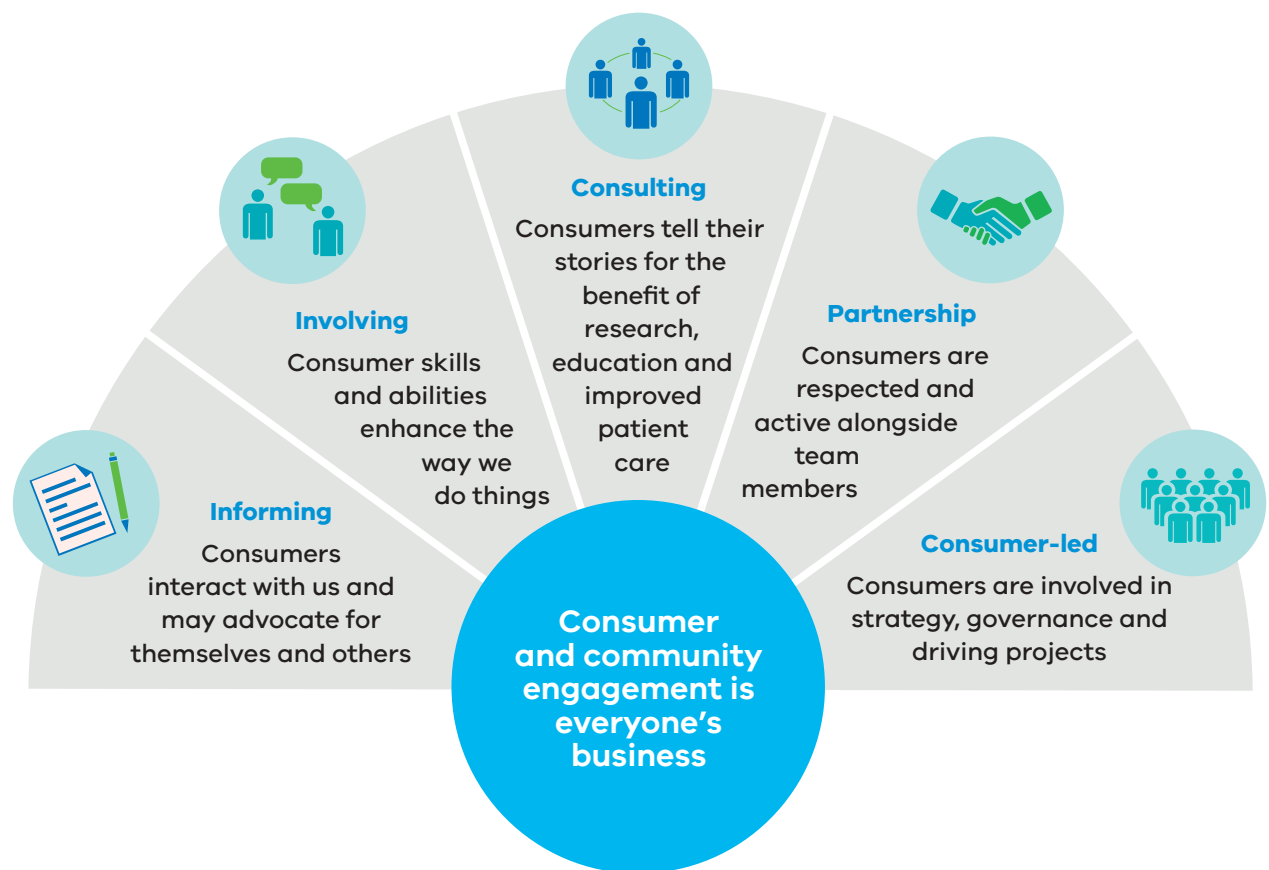 Informing
Consumers
interact with us and
may advocate for
themselves and others
Involving
Consumer skills
and abilities
enhance the
way we
do things
Consulting
Consumers tell their
stories for the
benefit of
research,
education and
improved
patient
care
Partnership
Consumers are
respected and
active alongside
team
members
Consumer-led
Consumers are involved in
strategy, governance and
driving projects
Consumer
and community
engagement is
everyone’s
business